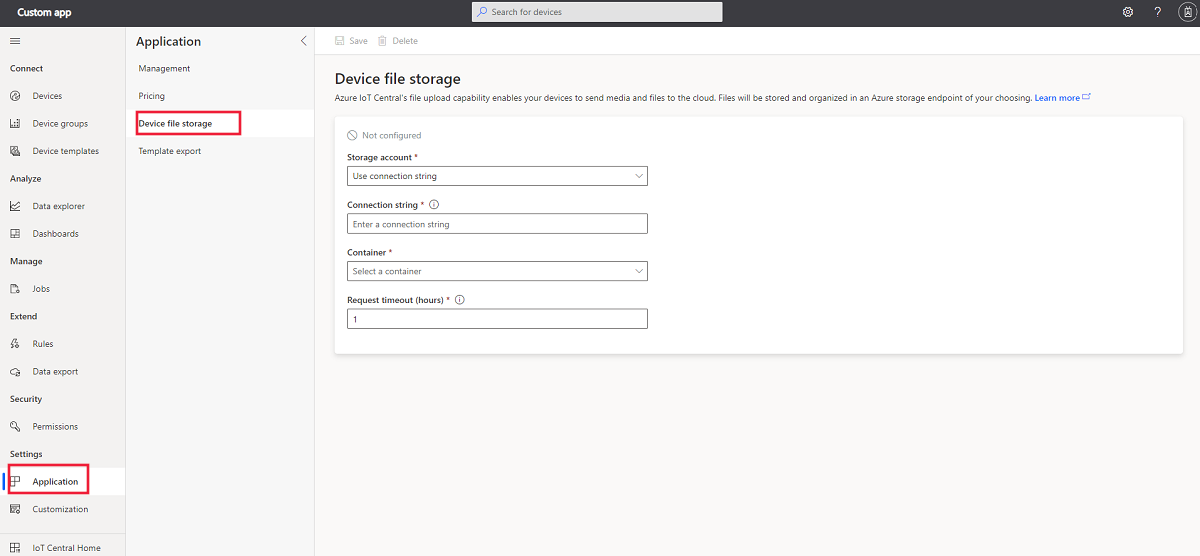 Custom app
Search for devices
?
Connect
Devices
Device groups
Device templates
Analyze
Data explorer
Dashboards
Manage
Jobs
Extend
Rules
Data export
Security
Permissions
Settings
Application
Customization
IoT Central Home
Application
Management
Pricing
Device file storage
Template export
Save Delete
Device file storage
Azure IoT Central's file upload capability enables your devices to send media and files to the cloud. Files will be stored and organized in an Azure storage endpoint of your choosing. Learn more
Not configured
Storage account *
Use connection string
Connection string *
Enter a connection string
Container *
Select a container
Request timeout (hours) *
1